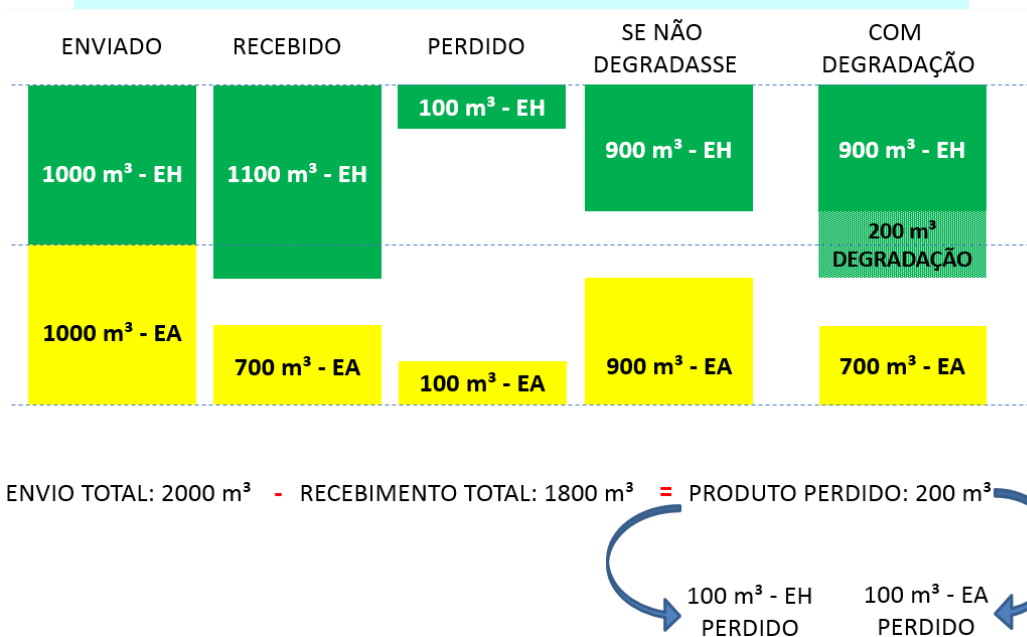 ENVIADO
RECEBIDO
PERDIDO
SE NÃO
DEGRADASSE
COM
DEGRADAÇÃO
1000 m³ - EH
1100 m³ - EH
100 m³ - EH
900 m³ - EH
900 m³ - EH
200 m³
DEGRADAÇÃO
1000 m³ - EA
700 m³ - EA
100 m³ - EA
900 m³ - EA
700 m³ - EA
ENVIO TOTAL: 2000 m³ - RECEBIMENTO TOTAL: 1800 m³ = PRODUTO PERDIDO: 200 m³
100 m³ - EH
PERDIDO
100 m³ - EA
PERDIDO